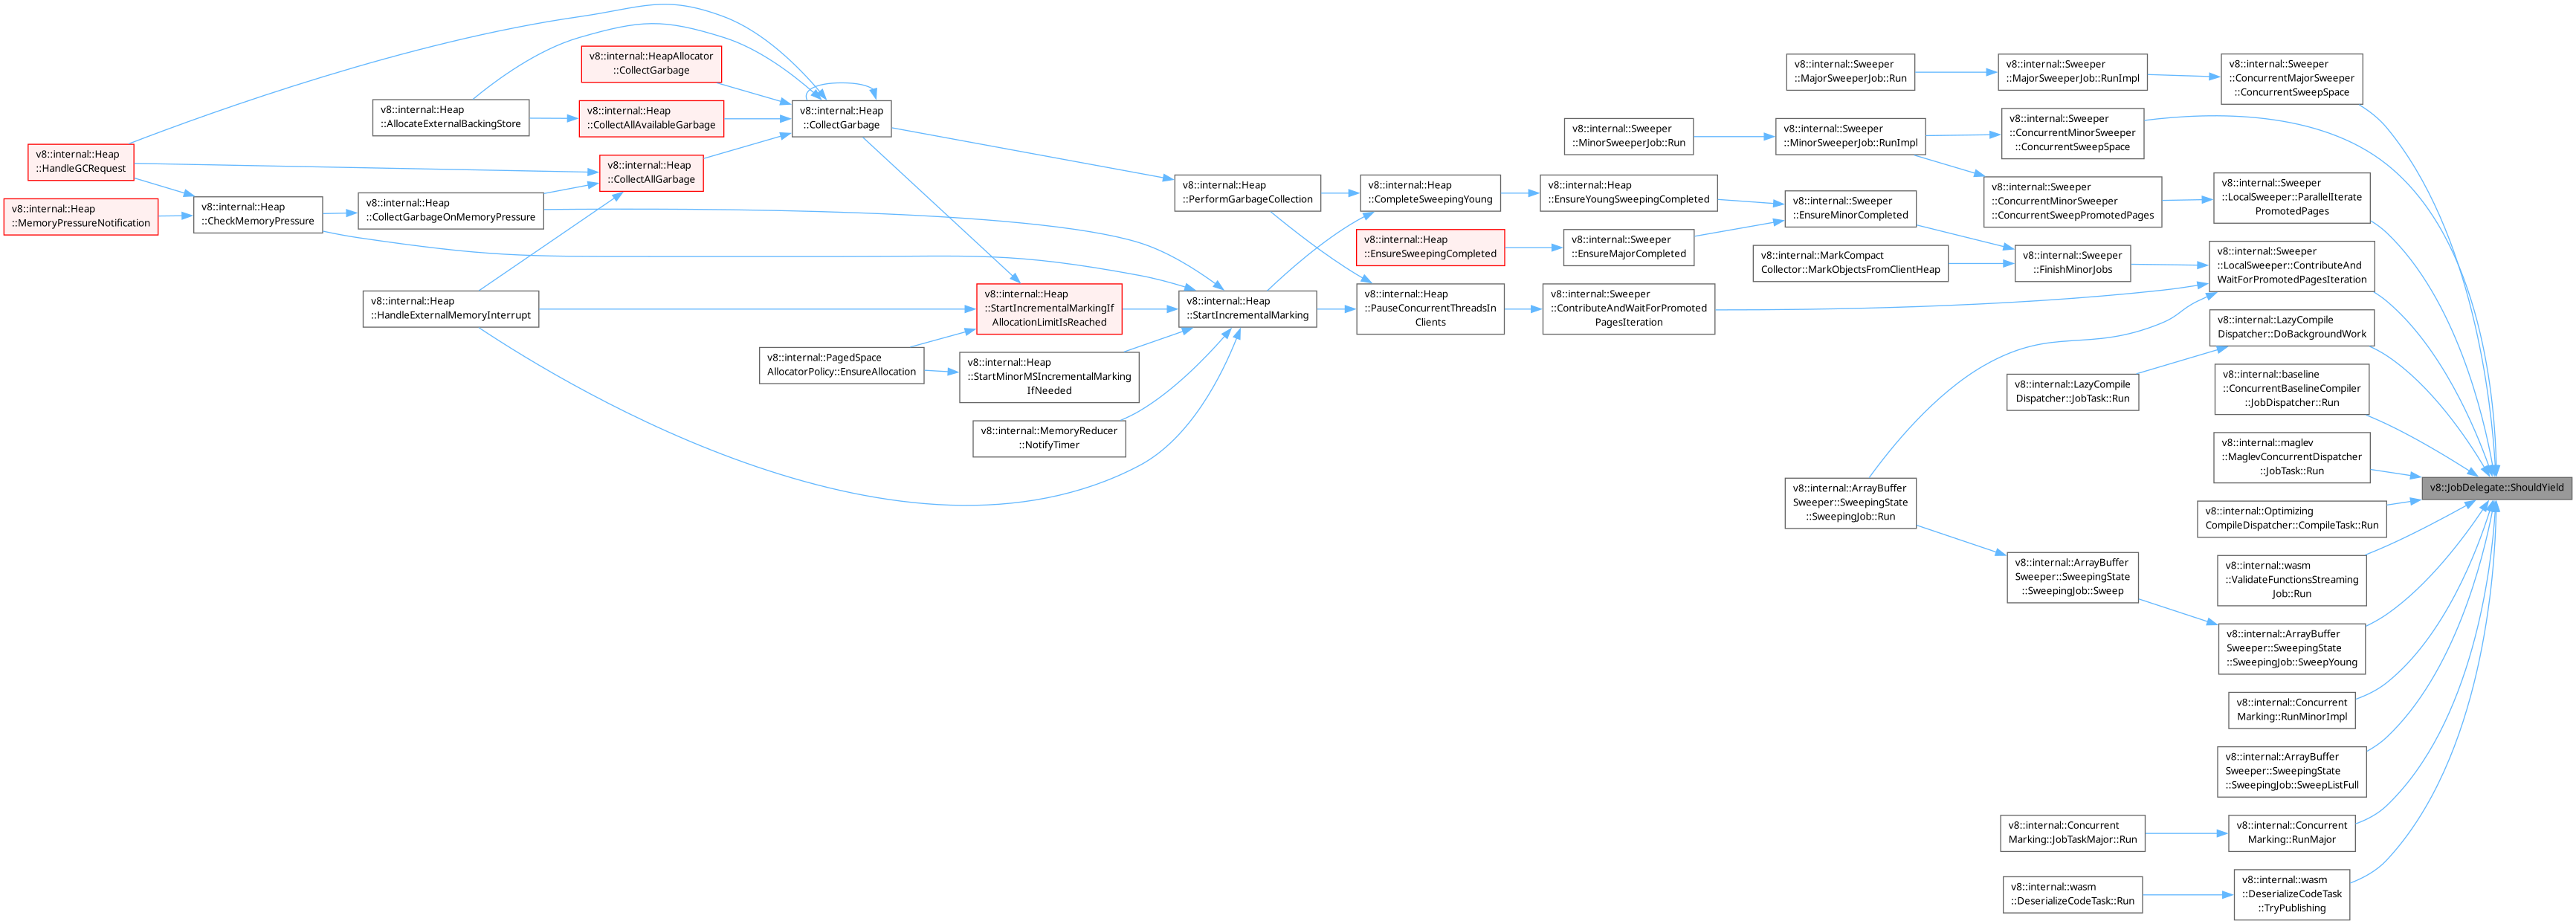 v8::internal::HeapAllocator
::CollectGarbage
v8::internal::Heap
::AllocateExternalBackingStore
v8::internal::Heap
::CollectAllAvailableGarbage
v8::internal::Heap
::CollectGarbage
v8::internal::Heap
::HandleGCRequest
v8::internal::Heap
::CollectAllGarbage
v8::internal::Heap
::MemoryPressureNotification
v8::internal::Heap
::CheckMemoryPressure
v8::internal::Heap
::CollectGarbageOnMemoryPressure
v8::internal::Heap
::HandleExternalMemoryInterrupt
v8::internal::PagedSpace
AllocatorPolicy::EnsureAllocation
v8::internal::Heap
::StartIncrementalMarkingIf
AllocationLimitIsReached
v8::internal::Heap
::StartMinorMSIncrementalMarking
IfNeeded
v8::internal::MemoryReducer
::NotifyTimer
v8::internal::Heap
::PerformGarbageCollection
v8::internal::Heap
::StartIncrementalMarking
v8::internal::Heap
::CompleteSweepingYoung
v8::internal::Heap
::EnsureSweepingCompleted
v8::internal::Heap
::PauseConcurrentThreadsIn
Clients
v8::internal::Sweeper
::MinorSweeperJob::Run
v8::internal::Heap
::EnsureYoungSweepingCompleted
v8::internal::Sweeper
::EnsureMajorCompleted
v8::internal::Sweeper
::ContributeAndWaitForPromoted
PagesIteration
v8::internal::Sweeper
::MajorSweeperJob::Run
v8::internal::Sweeper
::MinorSweeperJob::RunImpl
v8::internal::Sweeper
::EnsureMinorCompleted
v8::internal::MarkCompact
Collector::MarkObjectsFromClientHeap
v8::internal::ArrayBuffer
Sweeper::SweepingState
::SweepingJob::Run
v8::internal::Sweeper
::MajorSweeperJob::RunImpl
v8::internal::Sweeper
::ConcurrentMinorSweeper
::ConcurrentSweepSpace
v8::internal::Sweeper
::ConcurrentMinorSweeper
::ConcurrentSweepPromotedPages
v8::internal::Sweeper
::FinishMinorJobs
v8::internal::LazyCompile
Dispatcher::JobTask::Run
v8::internal::ArrayBuffer
Sweeper::SweepingState
::SweepingJob::Sweep
v8::internal::Concurrent
Marking::JobTaskMajor::Run
v8::internal::wasm
::DeserializeCodeTask::Run
v8::internal::Sweeper
::ConcurrentMajorSweeper
::ConcurrentSweepSpace
v8::internal::Sweeper
::LocalSweeper::ParallelIterate
PromotedPages
v8::internal::Sweeper
::LocalSweeper::ContributeAnd
WaitForPromotedPagesIteration
v8::internal::LazyCompile
Dispatcher::DoBackgroundWork
v8::internal::baseline
::ConcurrentBaselineCompiler
::JobDispatcher::Run
v8::internal::maglev
::MaglevConcurrentDispatcher
::JobTask::Run
v8::internal::Optimizing
CompileDispatcher::CompileTask::Run
v8::internal::wasm
::ValidateFunctionsStreaming
Job::Run
v8::internal::ArrayBuffer
Sweeper::SweepingState
::SweepingJob::SweepYoung
v8::internal::Concurrent
Marking::RunMinorImpl
v8::internal::ArrayBuffer
Sweeper::SweepingState
::SweepingJob::SweepListFull
v8::internal::Concurrent
Marking::RunMajor
v8::internal::wasm
::DeserializeCodeTask
::TryPublishing
v8::JobDelegate::ShouldYield